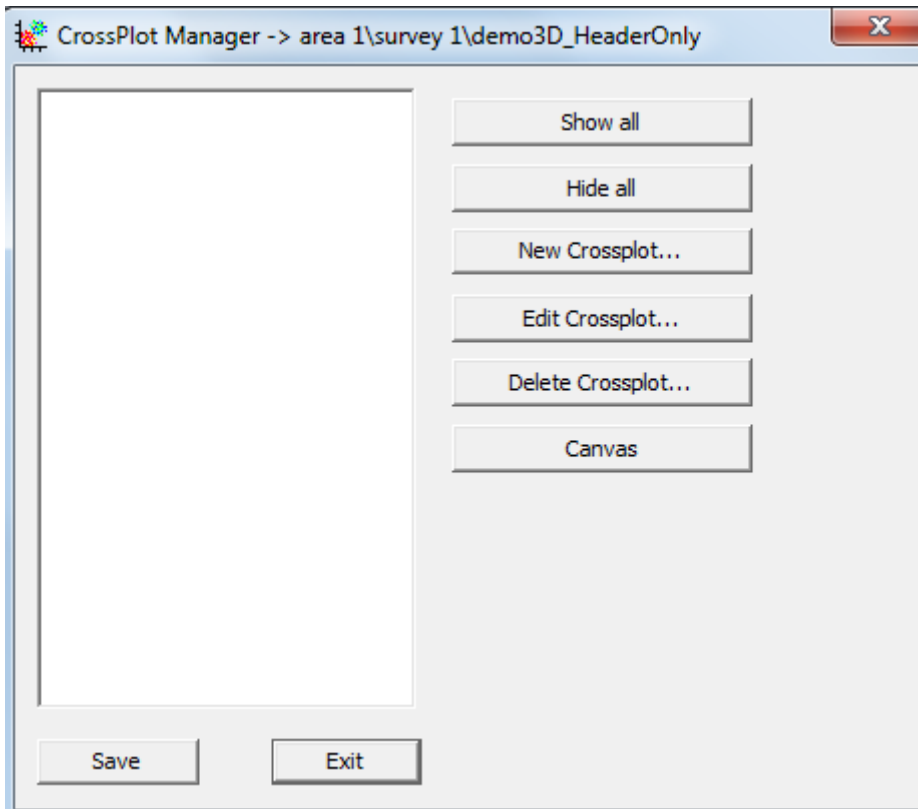 CrossPlot Manager -> area 1\survey 1\demo3D_HeaderOnly
Show all
Hide all
New Crossplot...
Edit Crossplot...
Delete Crossplot...
Canvas
Save
Exit